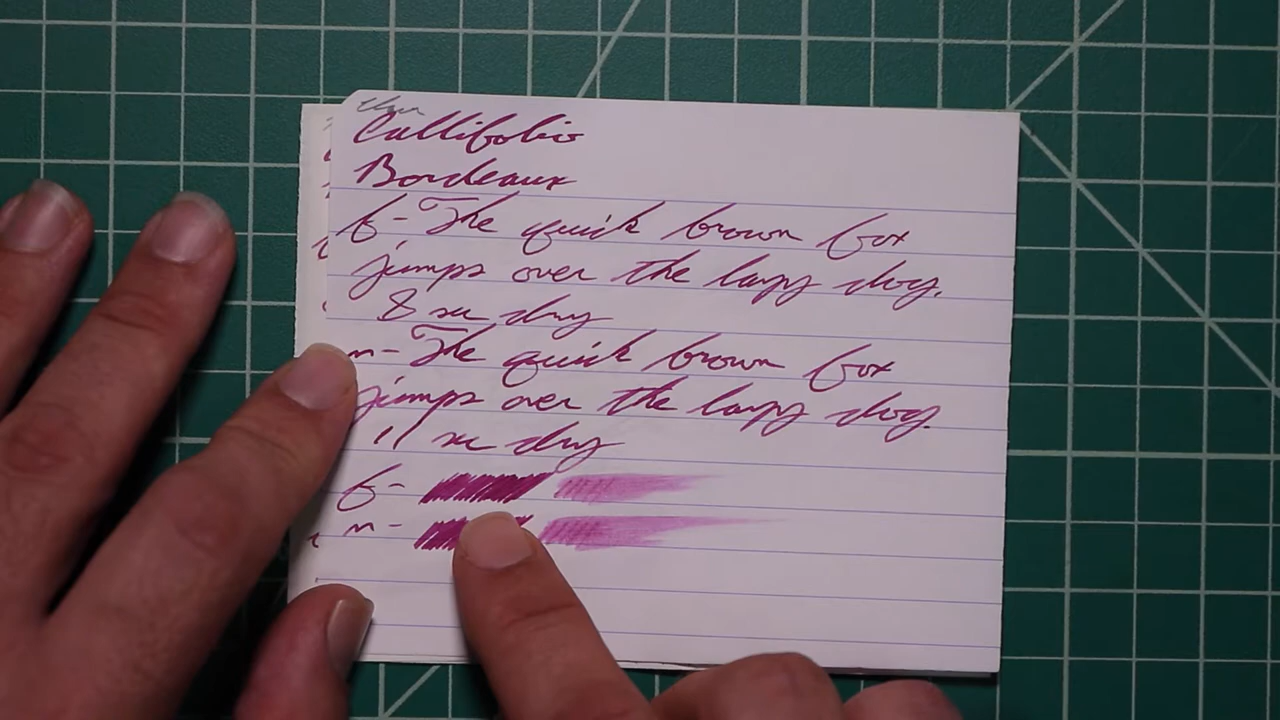 Callifolio
Bordeaux
f- The quick brown fox
jumps over the lazy dog.
8 sec dry
m- The quick brown fox
jumps over the lazy dog.
11 sec dry
f-
m-